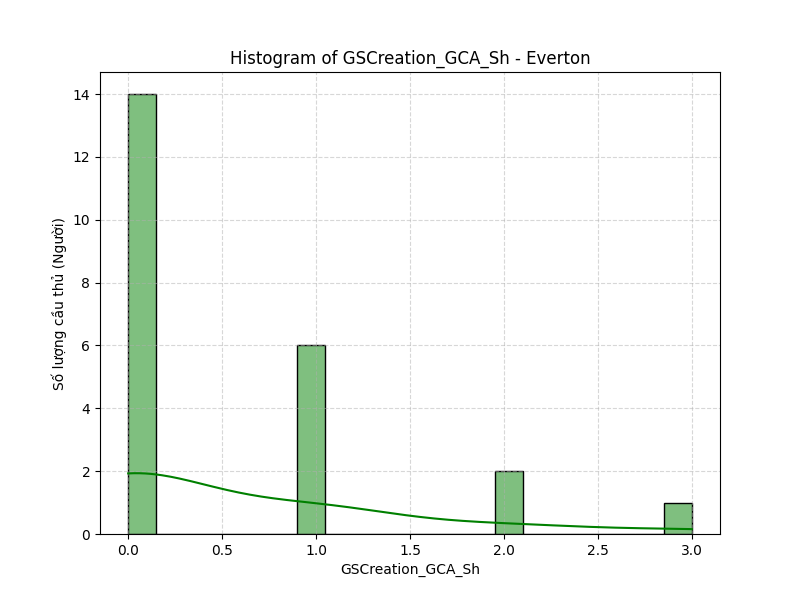 Histogram of GSCreation_GCA_Sh - Everton
Số lượng cầu thủ (Người)
14
12
10
8
6
4
2
0
0.0 0.5 1.0 1.5 2.0 2.5 3.0
GSCreation_GCA_Sh